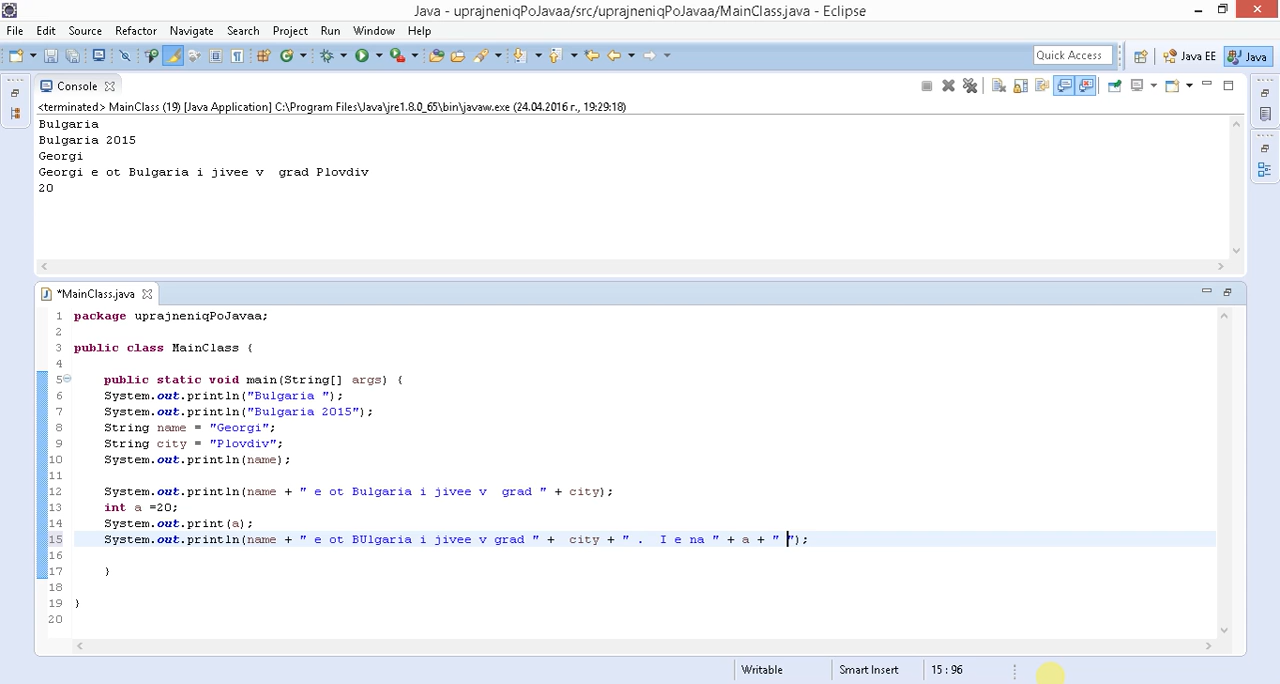 Java - uprajneniqPoJavaa/src/uprajneniqPoJavaa/MainClass.java - Eclipse
File Edit Source Refactor Navigate Search Project Run Window Help
Quick Access Java EE Java
Console
<terminated> MainClass (19) [Java Application] C:\Program Files\Java\jre1.8.0_65\bin\javaw.exe (24.04.2016 г., 19:29:18)
Bulgaria
Bulgaria 2015
Georgi
Georgi e ot Bulgaria i jivee v  grad Plovdiv
20
*MainClass.java
1 package uprajneniqPoJavaa;
2
3 public class MainClass {
4
5 public static void main(String[] args) {
6 System.out.println("Bulgaria ");
7 System.out.println("Bulgaria 2015");
8 String name = "Georgi";
9 String city = "Plovdiv";
10 System.out.println(name);
11
12 System.out.println(name + " e ot Bulgaria i jivee v  grad " + city);
13 int a =20;
14 System.out.print(a);
15 System.out.println(name + " e ot BUlgaria i jivee v grad " +  city + " .  I e na " + a + " ");
16
17 }
18
19 }
20
Writable Smart Insert 15 : 96